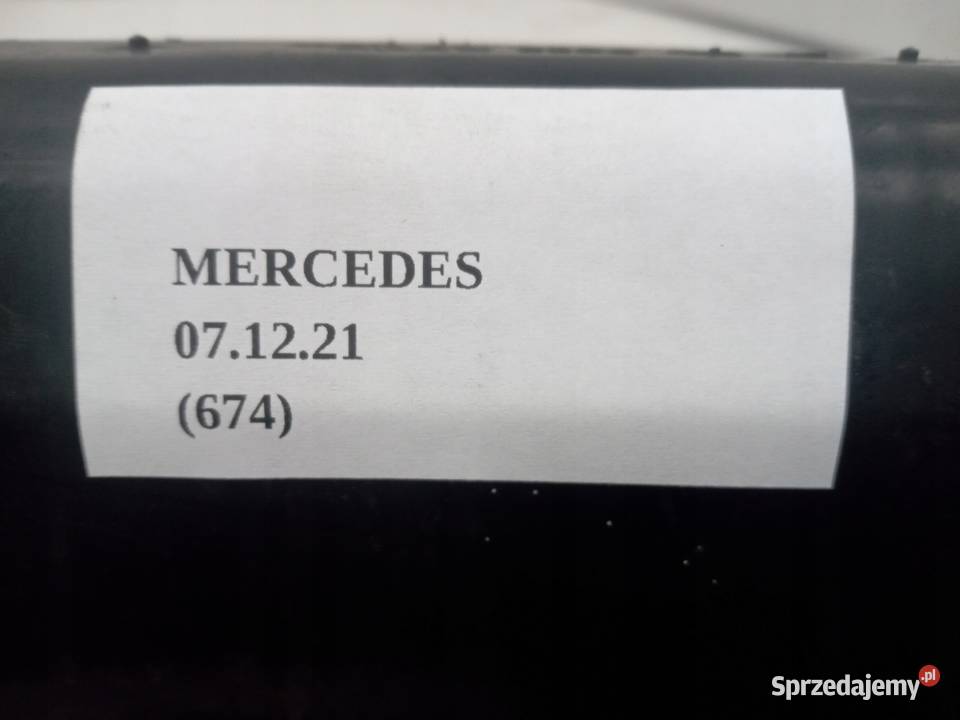 MERCEDES
07.12.21
(674)
Sprzedajemy.pl